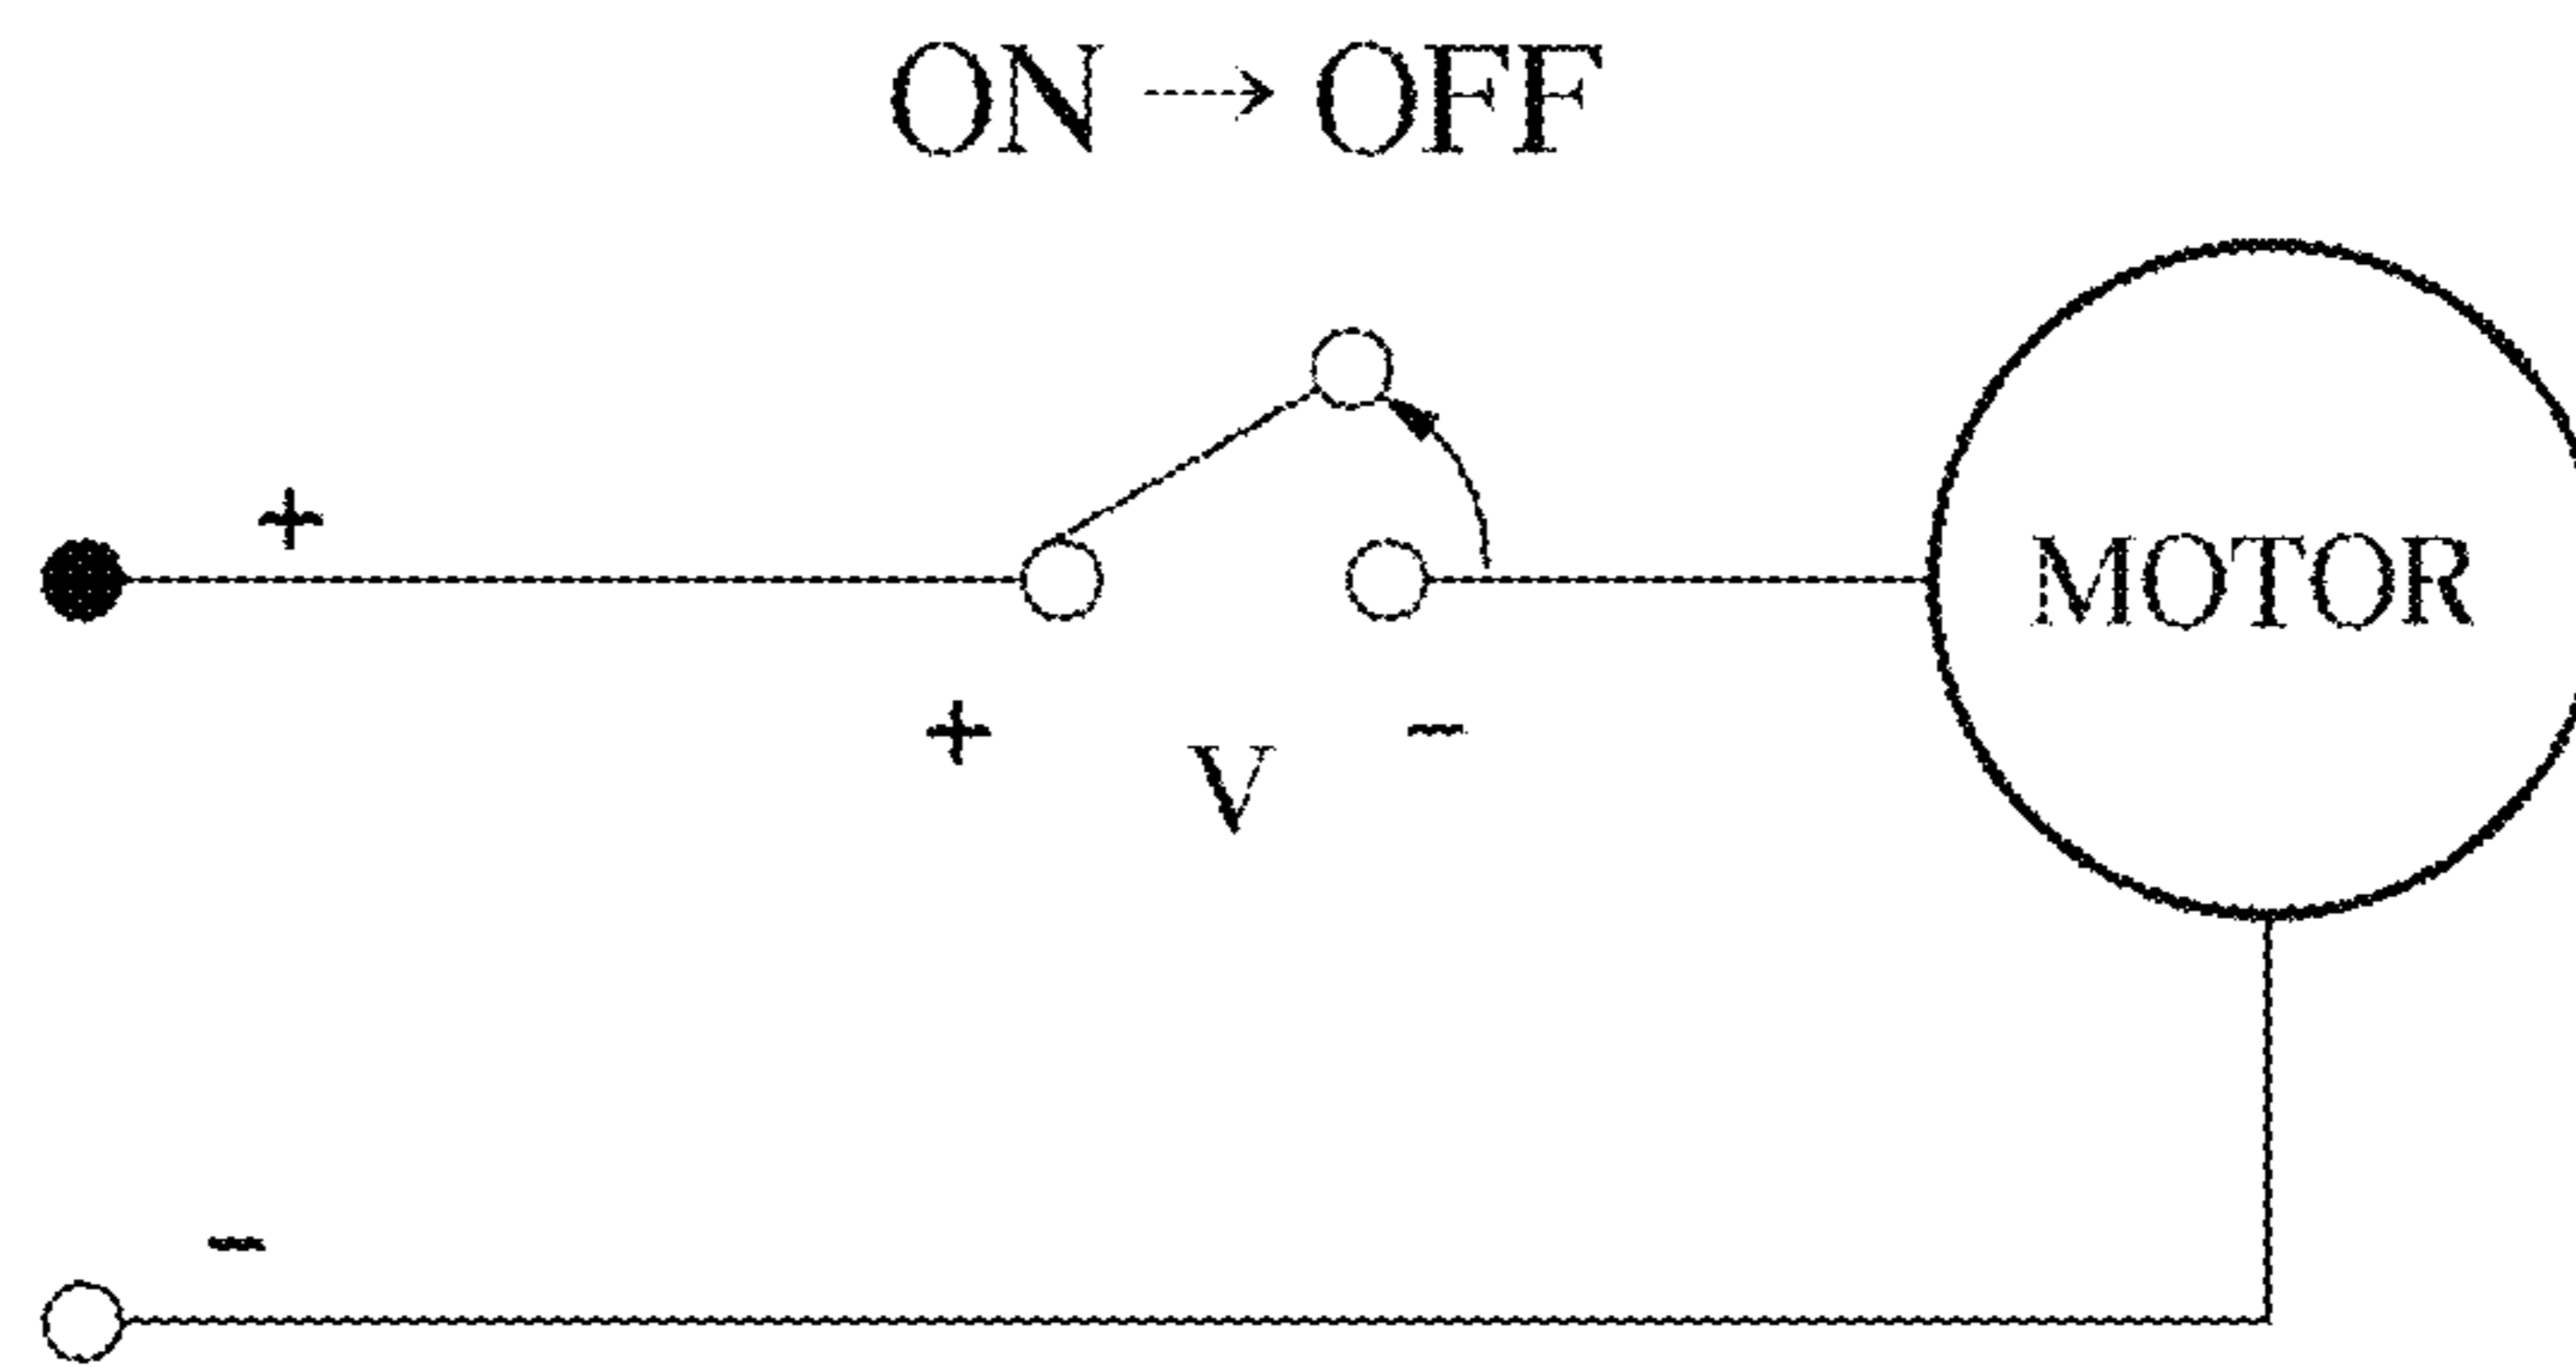 ON → OFF
+
MOTOR
+ V −
−